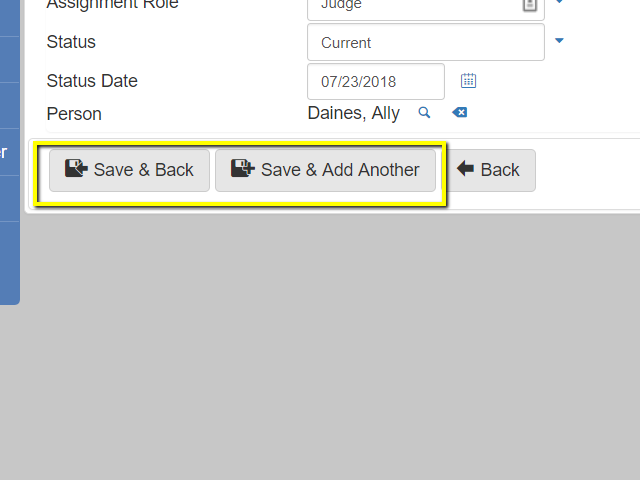 Assignment Role Judge
Status Current
Status Date 07/23/2018
Person Daines, Ally
er
Save & Back Save & Add Another Back